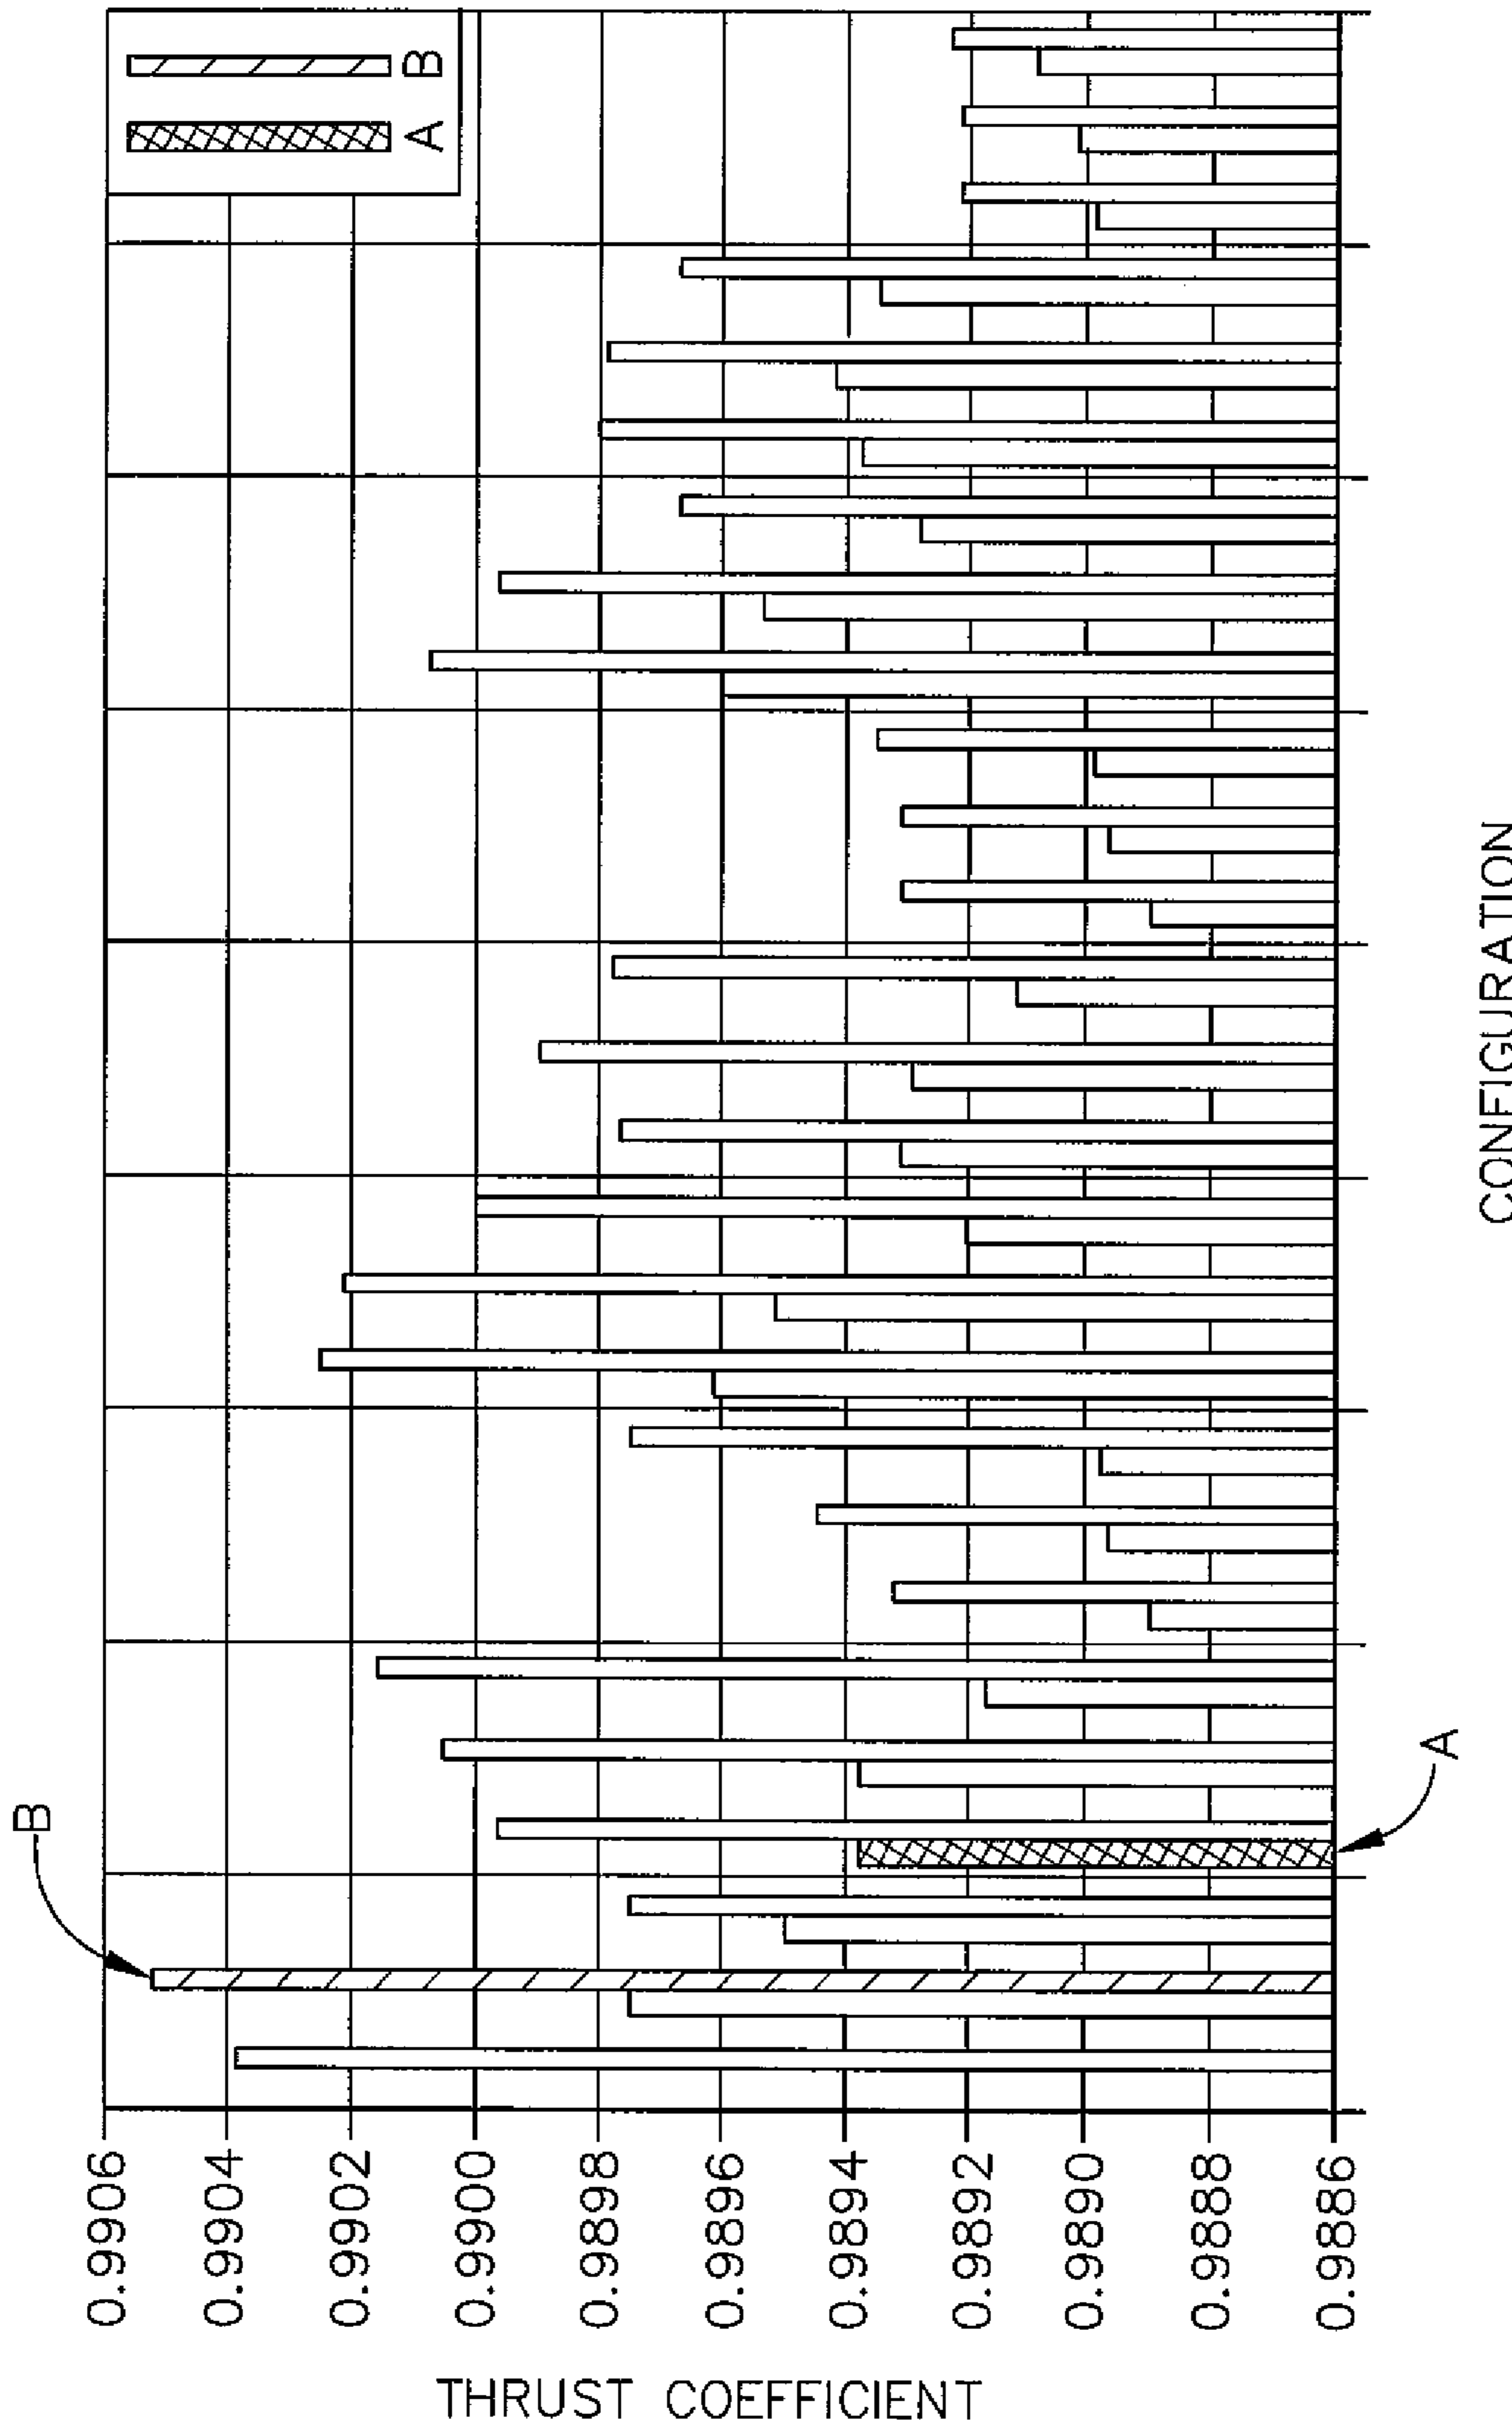 THRUST COEFFICIENT
0.9906
0.9904
0.9902
0.9900
0.9898
0.9896
0.9894
0.9892
0.9890
0.9888
0.9886
B
A
A
B
CONFIGURATION